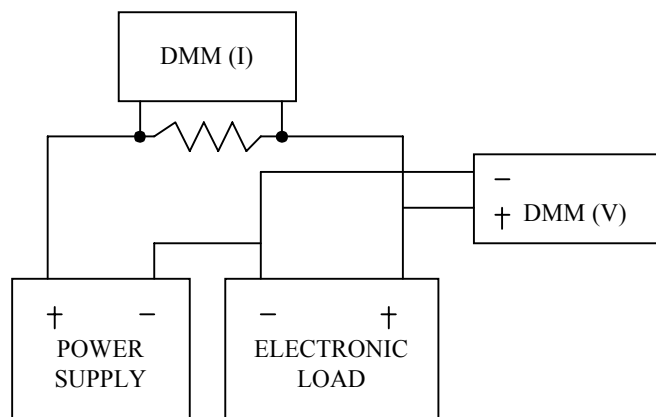 DMM (I)
−
+ DMM (V)
+ −
POWER
SUPPLY
− +
ELECTRONIC
LOAD